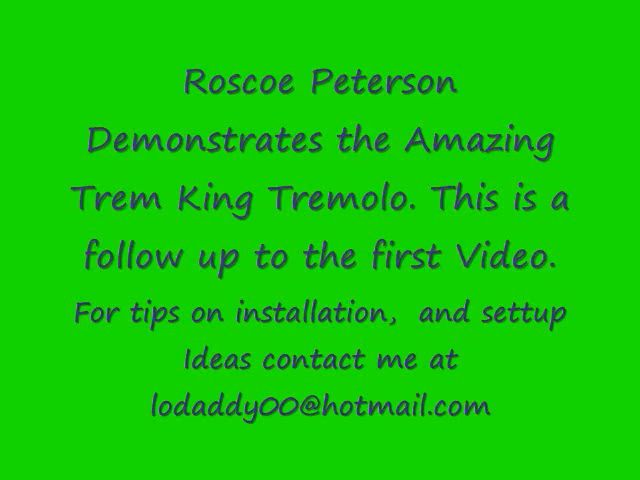 Roscoe Peterson
Demonstrates the Amazing
Trem King Tremolo. This is a
follow up to the first Video.
For tips on installation,  and settup
Ideas contact me at
lodaddy00@hotmail.com